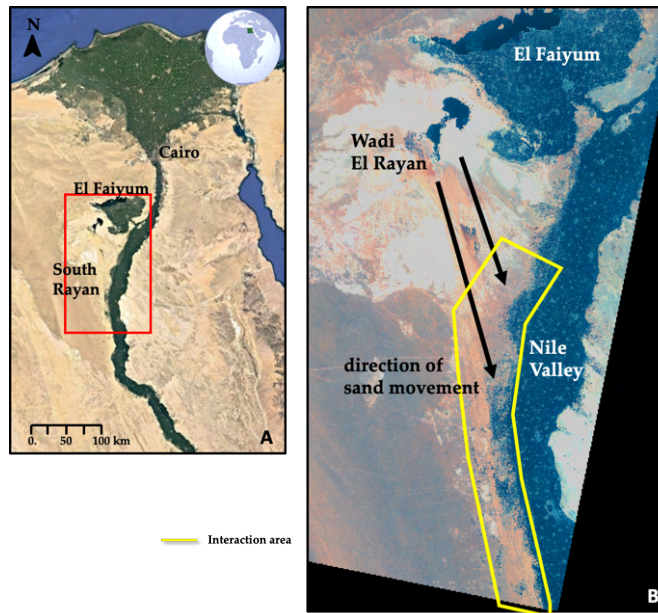 N
Cairo
El Faiyum
South
Rayan
0. 50 100 km
A
El Faiyum
Wadi
El Rayan
Nile
Valley
direction of
sand movement
B
Interaction area